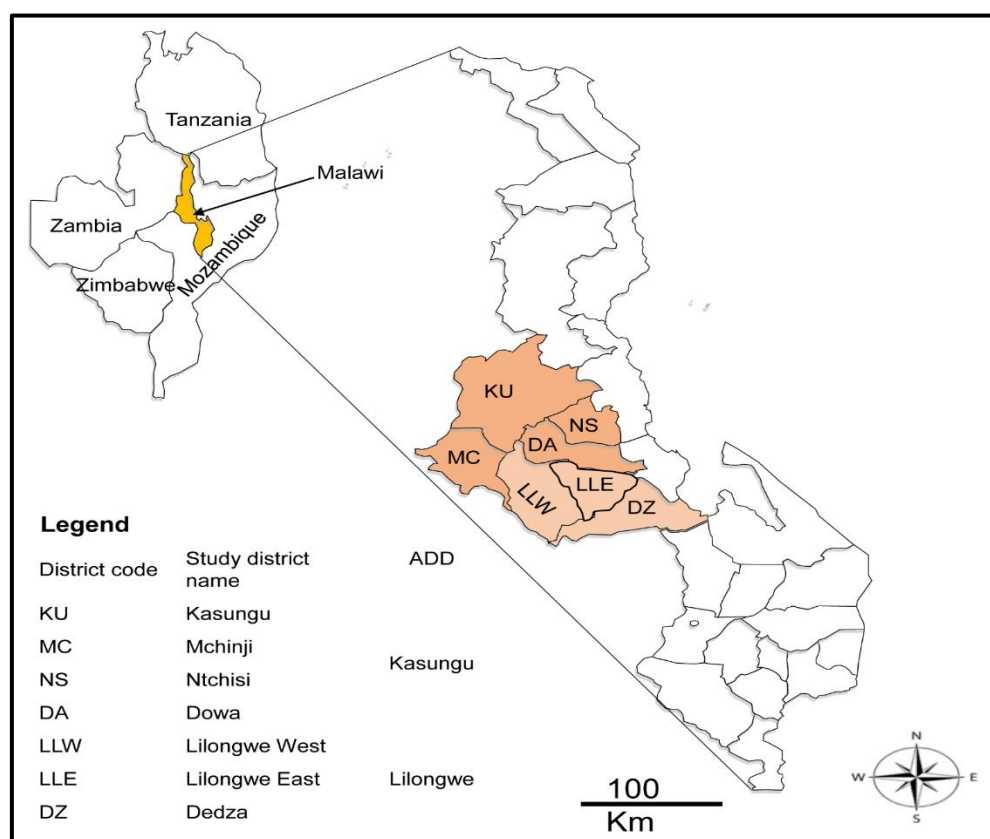 Tanzania
Malawi
Zambia
Mozambique
Zimbabwe
KU
NS
DA
MC
LLE
LLW
DZ
Legend
District code Study district name ADD
KU Kasungu
MC Mchinji Kasungu
NS Ntchisi
DA Dowa
LLW Lilongwe West
LLE Lilongwe East Lilongwe
DZ Dedza
100
Km
N
W E
S